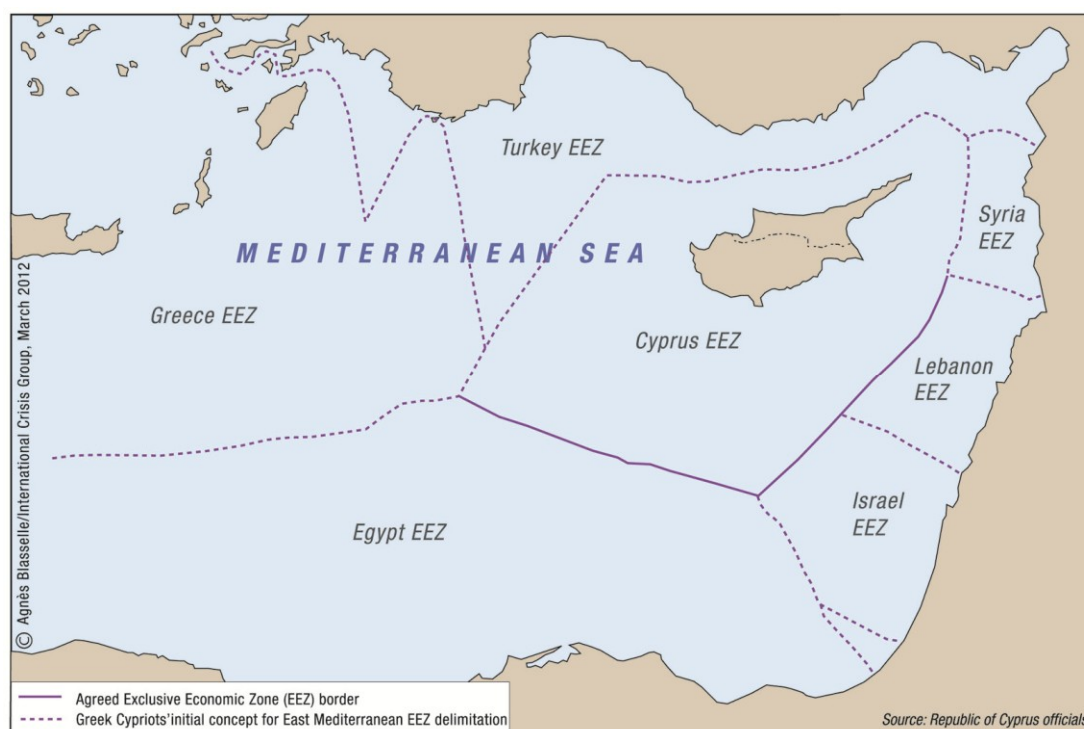 Turkey EEZ
Syria
EEZ
MEDITERRANEAN SEA
Greece EEZ
Cyprus EEZ
Lebanon
EEZ
Israel
EEZ
Egypt EEZ
© Agnès Blasselle/International Crisis Group, March 2012
Agreed Exclusive Economic Zone (EEZ) border
Greek Cypriots'initial concept for East Mediterranean EEZ delimitation
Source: Republic of Cyprus officials